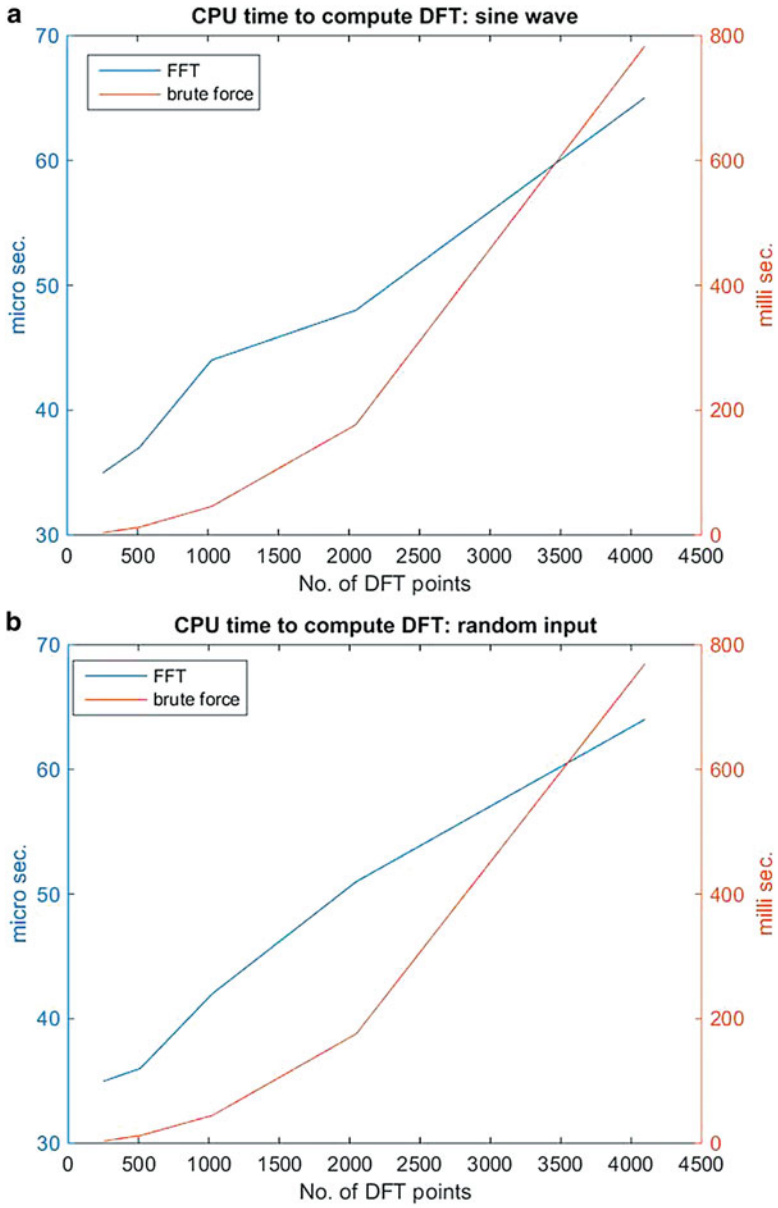 a
CPU time to compute DFT: sine wave
70
60
50
40
30
micro sec.
FFT
brute force
800
600
400
200
0
milli sec.
0 500 1000 1500 2000 2500 3000 3500 4000 4500
No. of DFT points
b
CPU time to compute DFT: random input
70
60
50
40
30
micro sec.
FFT
brute force
800
600
400
200
0
milli sec.
0 500 1000 1500 2000 2500 3000 3500 4000 4500
No. of DFT points